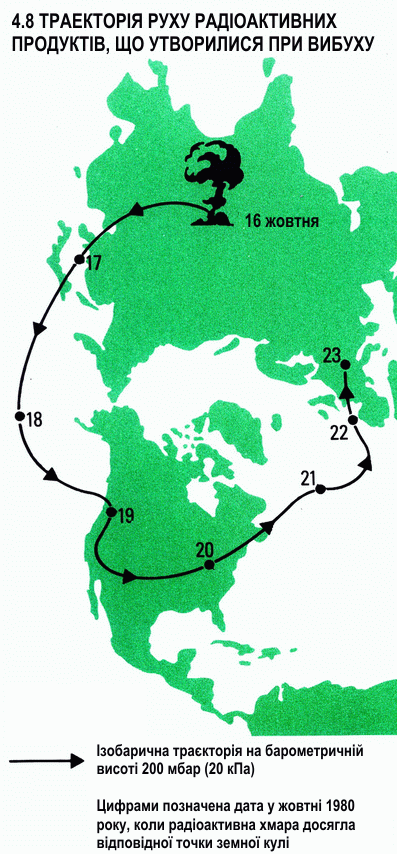 4.8 ТРАЕКТОРІЯ РУХУ РАДІОАКТИВНИХ
ПРОДУКТІВ, ЩО УТВОРИЛИСЯ ПРИ ВИБУХУ
16 жовтня
17
23
18
22
21
19
20
Ізобарична траєкторія на барометричній
висоті 200 мбар (20 кПа)
Цифрами позначена дата у жовтні 1980
року, коли радіоактивна хмара досягла
відповідної точки земної кулі